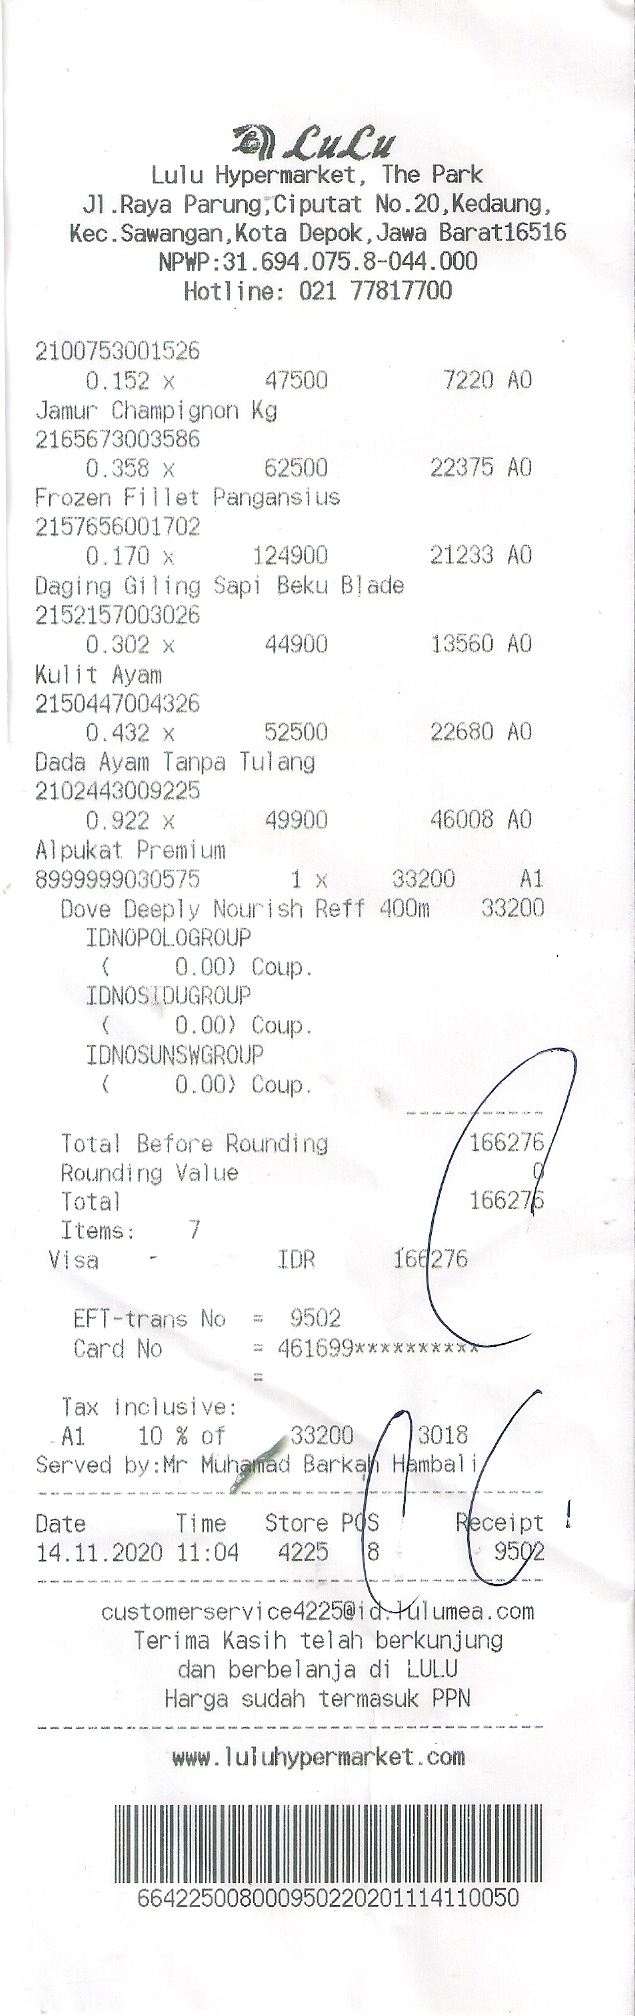 LuLu
Lulu Hypermarket, The Park
Jl.Raya Parung,Ciputat No.20,Kedaung,
Kec.Sawangan,Kota Depok,Jawa Barat16516
NPWP:31.694.075.8-044.000
Hotline: 021 77817700
2100753001526
0.152 x 47500 7220 A0
Jamur Champignon Kg
2165673003586
0.358 x 62500 22375 A0
Frozen Fillet Pangansius
2157656001702
0.170 x 124900 21233 A0
Daging Giling Sapi Beku Blade
2152157003026
0.302 x 44900 13560 A0
Kulit Ayam
2150447004326
0.432 x 52500 22680 A0
Dada Ayam Tanpa Tulang
2102443009225
0.922 x 49900 46008 A0
Alpukat Premium
8999999030575 1 x 33200 A1
Dove Deeply Nourish Reff 400m 33200
IDNOPOLOGROUP
( 0.00) Coup.
IDNOSIDUGROUP
( 0.00) Coup.
IDNOSUNSWGROUP
( 0.00) Coup.
Total Before Rounding 166276
Rounding Value 0
Total 166276
Items: 7
Visa - IDR 166276
EFT-trans No = 9502
Card No = 461699**********
=
Tax inclusive:
A1 10 % of 33200 3018
Served by:Mr Muhamad Barkah Hambali
Date Time Store POS Receipt
14.11.2020 11:04 4225 8 9502
customerservice4225@id.lulumea.com
Terima Kasih telah berkunjung
dan berbelanja di LULU
Harga sudah termasuk PPN
www.luluhypermarket.com
664225008000950220201114110050